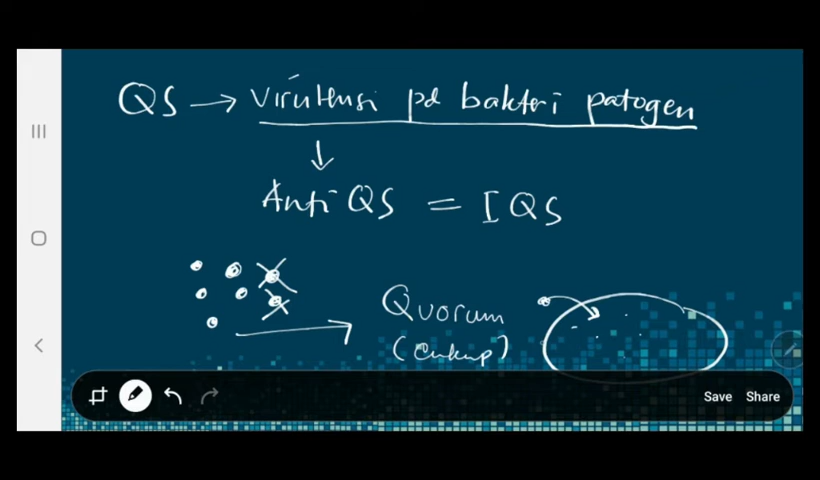 QS → virulensi pd bakteri patogen
↓
Anti QS = IQS
Quorum
(Cukup)
Save Share